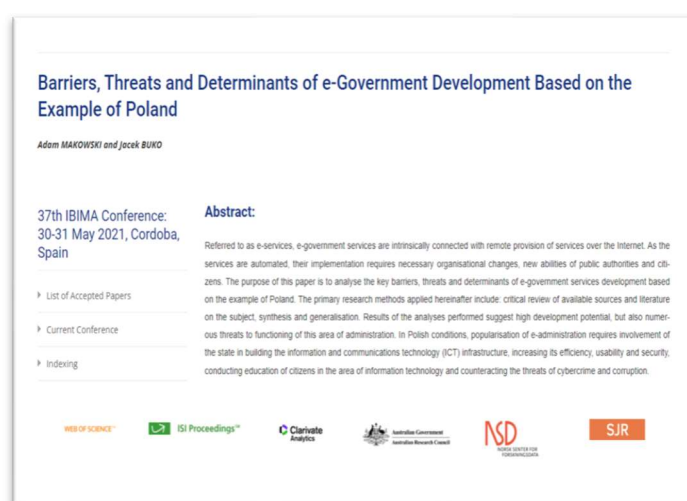 Barriers, Threats and Determinants of e-Government Development Based on the
Example of Poland
Adam MAKOWSKI and Jacek BUKO
37th IBIMA Conference:
30-31 May 2021, Cordoba,
Spain
List of Accepted Papers
Current Conference
Indexing
Abstract:
Referred to as e-services, e-government services are intrinsically connected with remote provision of services over the Internet. As the
services are automated, their implementation requires necessary organisational changes, new abilities of public authorities and citi-
zens. The purpose of this paper is to analyse the key barriers, threats and determinants of e-government services development based
on the example of Poland. The primary research methods applied hereinafter include: critical review of available sources and literature
on the subject, synthesis and generalisation. Results of the analyses performed suggest high development potential, but also numer-
ous threats to functioning of this area of administration. In Polish conditions, popularisation of e-administration requires involvement of
the state in building the information and communications technology (ICT) infrastructure, increasing its efficiency, usability and security,
conducting education of citizens in the area of information technology and counteracting the threats of cybercrime and corruption.
WEB OF SCIENCE™
ISI Proceedings™
Clarivate
Analytics
Australian Government
Australian Research Council
NSD
NORSK SENTER FOR
FORSKNINGSDATA
SJR